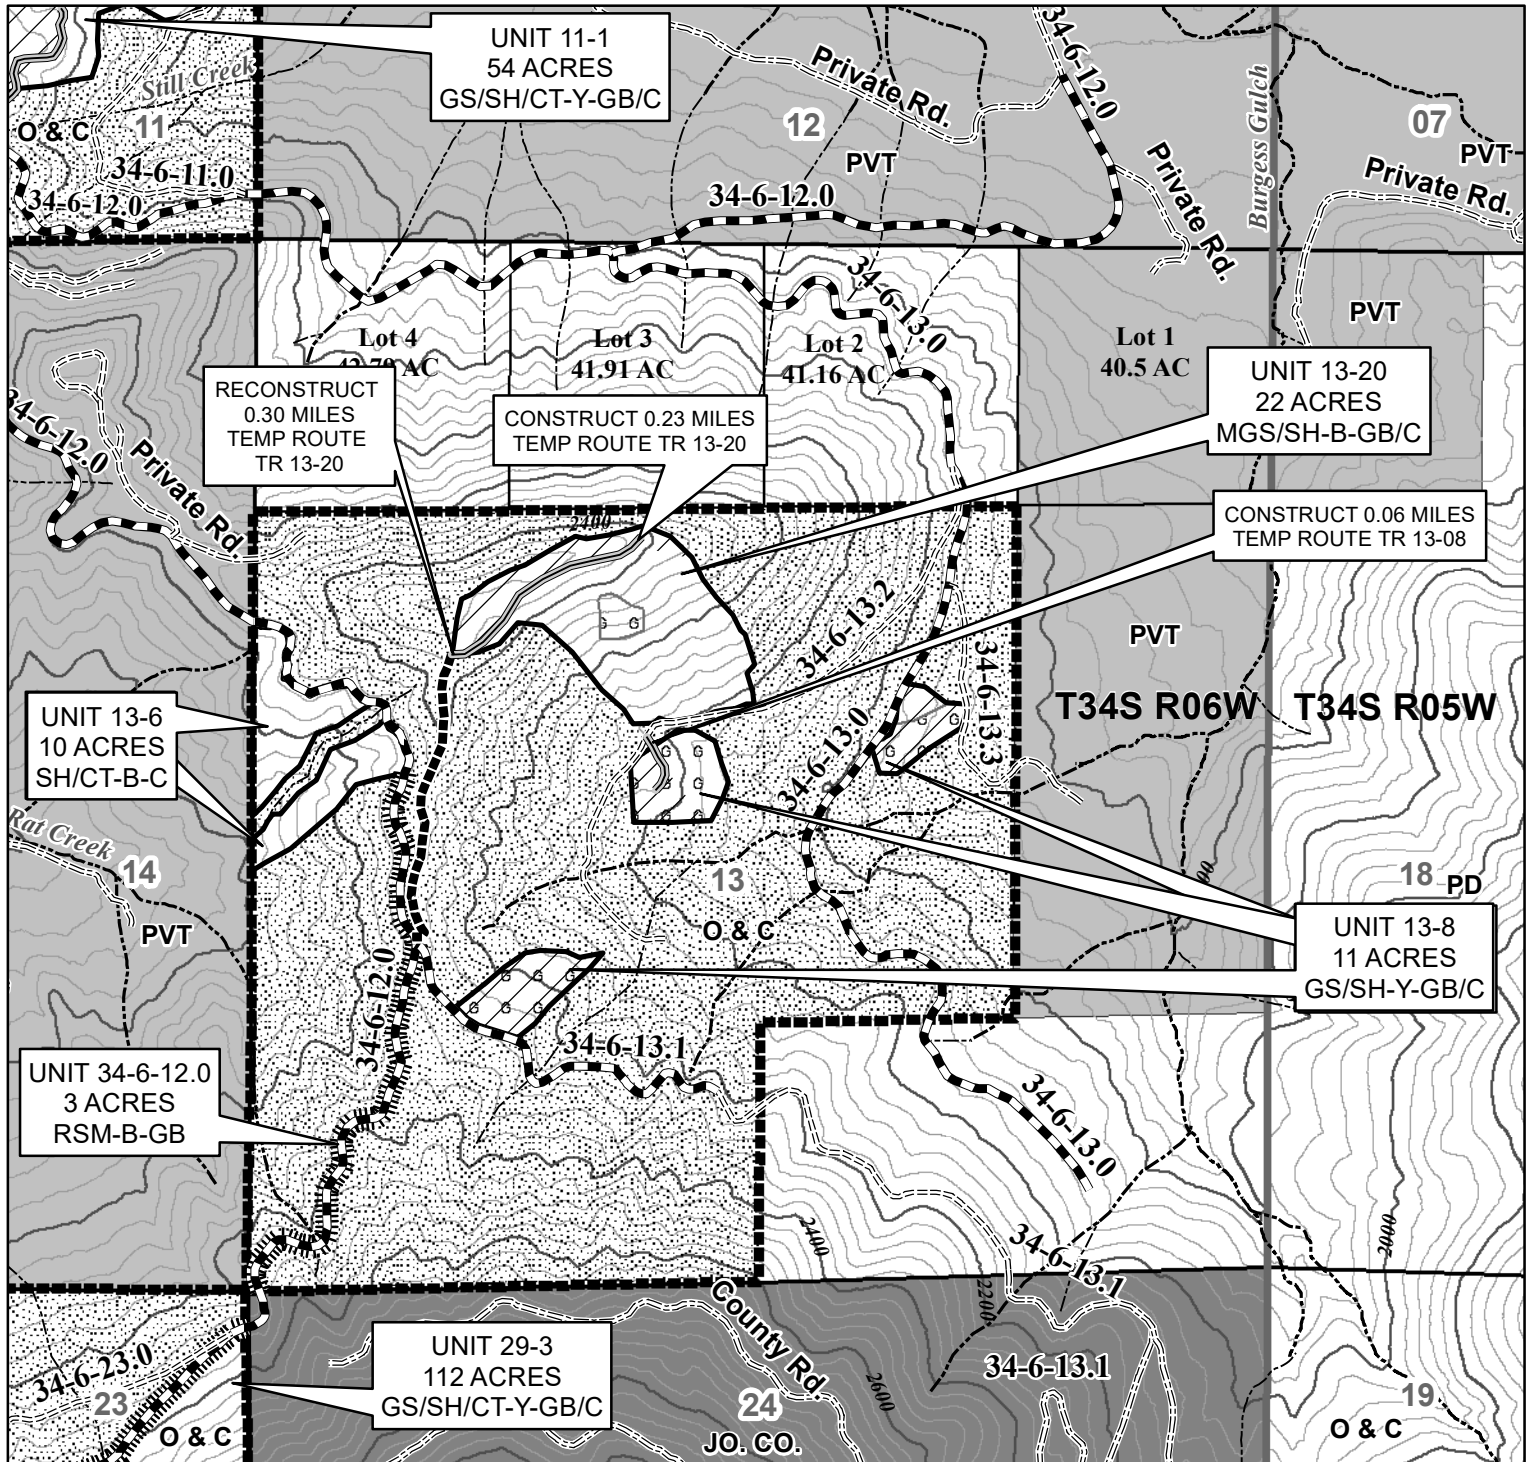 UNIT 11-1
54 ACRES
GS/SH/CT-Y-GB/C
Still Creek
O & C
11
34-6-11.0
34-6-12.0
12
PVT
Private Rd.
34-6-12.0
34-6-12.0
Private Rd.
Burgess Gulch
07
PVT
Private Rd.
Lot 4
AC
Lot 3
41.91 AC
Lot 2
41.16 AC
34-6-13.0
Lot 1
40.5 AC
PVT
RECONSTRUCT
0.30 MILES
TEMP ROUTE
TR 13-20
CONSTRUCT 0.23 MILES
TEMP ROUTE TR 13-20
UNIT 13-20
22 ACRES
MGS/SH-B-GB/C
CONSTRUCT 0.06 MILES
TEMP ROUTE TR 13-08
34-6-12.0
Private Rd.
2400
G G
34-6-13.2
34-6-13.3
34-6-13.0
PVT
T34S R06W
T34S R05W
UNIT 13-6
10 ACRES
SH/CT-B-C
Rat Creek
14
PVT
G G
G G
G G
G G
G G G
13
O & C
18
PD
UNIT 13-8
11 ACRES
GS/SH-Y-GB/C
G G G
G G G
34-6-12.0
34-6-13.1
UNIT 34-6-12.0
3 ACRES
RSM-B-GB
34-6-13.0
2400
34-6-13.1
2200
2000
34-6-23.0
23
O & C
UNIT 29-3
112 ACRES
GS/SH/CT-Y-GB/C
County Rd.
24
JO. CO.
2600
34-6-13.1
19
O & C